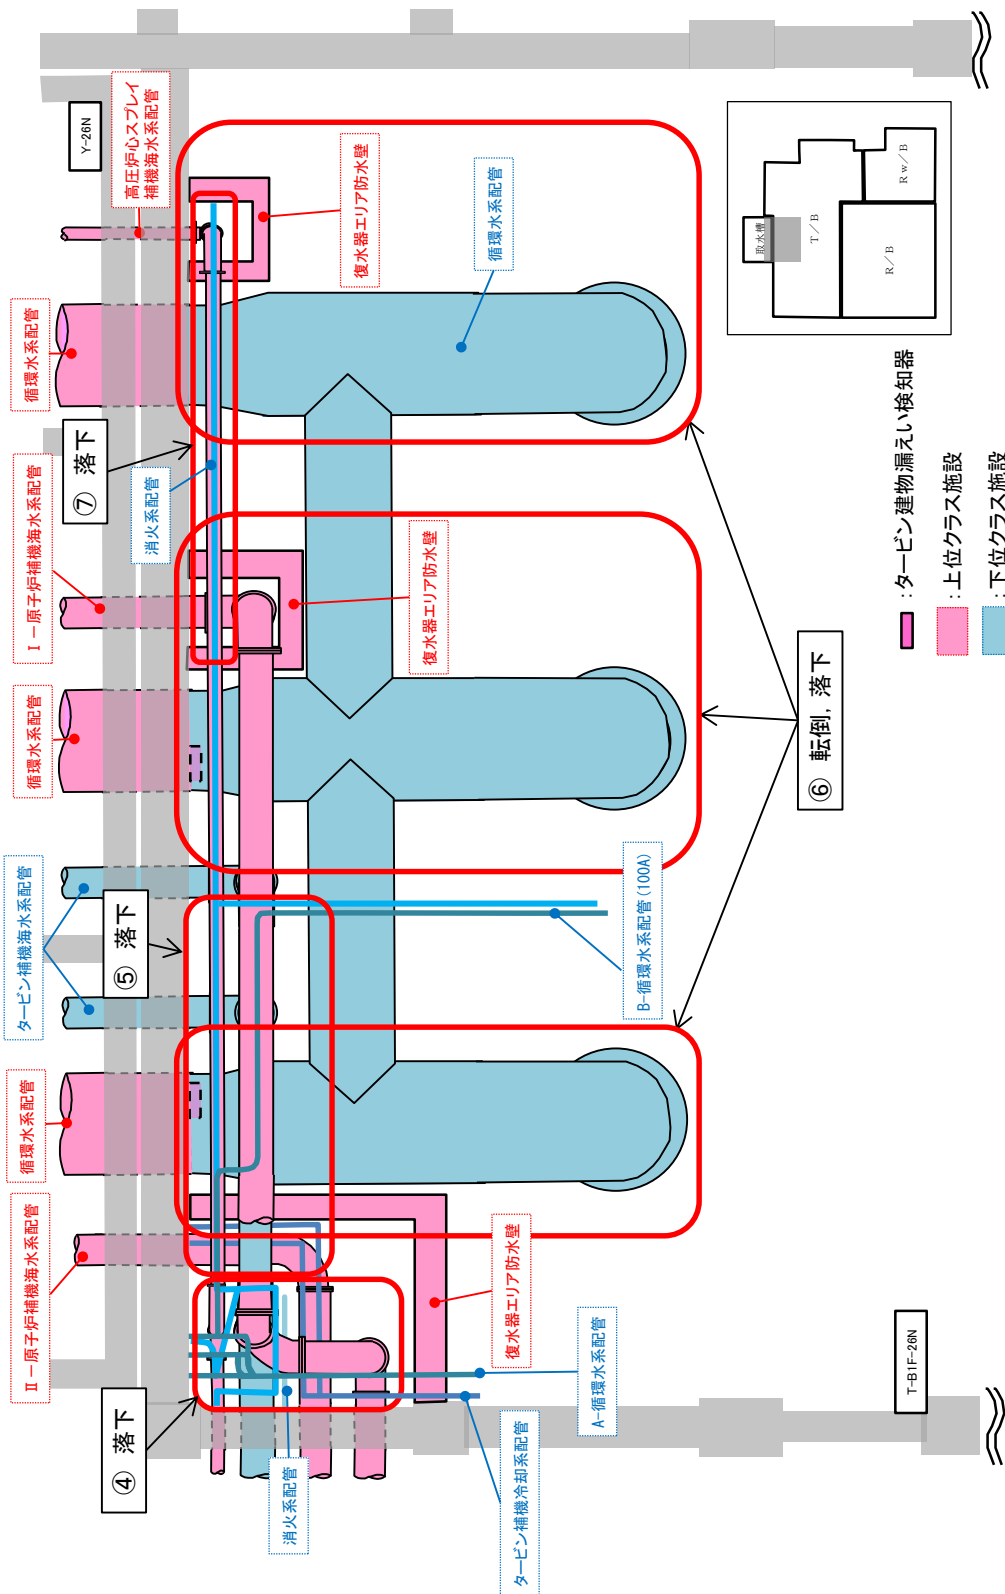 Y-26N
高圧炉心スプレイ
補機海水系配管
循環水系配管
⑦ 落下
Ⅰ－原子炉補機海水系配管
消火系配管
復水器エリア防水壁
循環水系配管
循環水系配管
復水器エリア防水壁
タービン補機海水系配管
⑤ 落下
B-循環水系配管(100A)
⑥ 転倒，落下
循環水系配管
Ⅱ－原子炉補機海水系配管
復水器エリア防水壁
④ 落下
消火系配管
A-循環水系配管
タービン補機冷却系配管
T-B1F-26N
取水槽
T／B
R／B
Rw／B
：タービン建物漏えい検知器
：上位クラス施設
：下位クラス施設